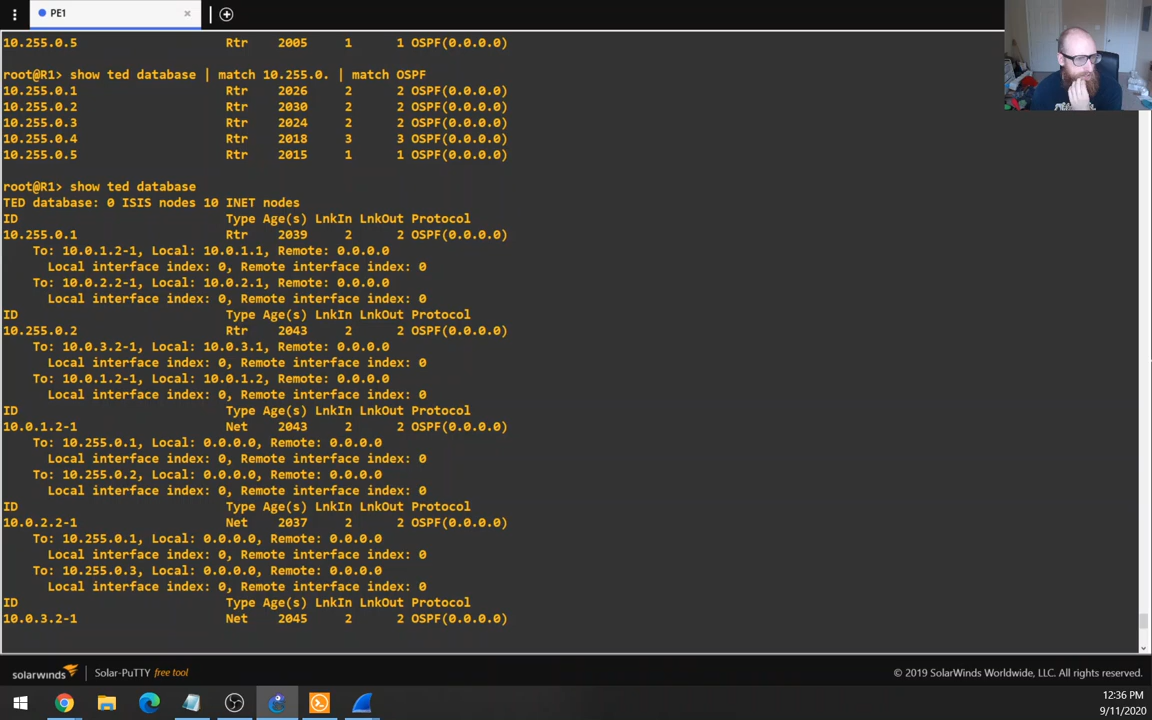 PE1
10.255.0.5 Rtr 2005 1 1 OSPF(0.0.0.0)
root@R1> show ted database | match 10.255.0. | match OSPF
10.255.0.1 Rtr 2026 2 2 OSPF(0.0.0.0)
10.255.0.2 Rtr 2030 2 2 OSPF(0.0.0.0)
10.255.0.3 Rtr 2024 2 2 OSPF(0.0.0.0)
10.255.0.4 Rtr 2018 3 3 OSPF(0.0.0.0)
10.255.0.5 Rtr 2015 1 1 OSPF(0.0.0.0)
root@R1> show ted database
TED database: 0 ISIS nodes 10 INET nodes
ID Type Age(s) LnkIn LnkOut Protocol
10.255.0.1 Rtr 2039 2 2 OSPF(0.0.0.0)
To: 10.0.1.2-1, Local: 10.0.1.1, Remote: 0.0.0.0
Local interface index: 0, Remote interface index: 0
To: 10.0.2.2-1, Local: 10.0.2.1, Remote: 0.0.0.0
Local interface index: 0, Remote interface index: 0
ID Type Age(s) LnkIn LnkOut Protocol
10.255.0.2 Rtr 2043 2 2 OSPF(0.0.0.0)
To: 10.0.3.2-1, Local: 10.0.3.1, Remote: 0.0.0.0
Local interface index: 0, Remote interface index: 0
To: 10.0.1.2-1, Local: 10.0.1.2, Remote: 0.0.0.0
Local interface index: 0, Remote interface index: 0
ID Type Age(s) LnkIn LnkOut Protocol
10.0.1.2-1 Net 2043 2 2 OSPF(0.0.0.0)
To: 10.255.0.1, Local: 0.0.0.0, Remote: 0.0.0.0
Local interface index: 0, Remote interface index: 0
To: 10.255.0.2, Local: 0.0.0.0, Remote: 0.0.0.0
Local interface index: 0, Remote interface index: 0
ID Type Age(s) LnkIn LnkOut Protocol
10.0.2.2-1 Net 2037 2 2 OSPF(0.0.0.0)
To: 10.255.0.1, Local: 0.0.0.0, Remote: 0.0.0.0
Local interface index: 0, Remote interface index: 0
To: 10.255.0.3, Local: 0.0.0.0, Remote: 0.0.0.0
Local interface index: 0, Remote interface index: 0
ID Type Age(s) LnkIn LnkOut Protocol
10.0.3.2-1 Net 2045 2 2 OSPF(0.0.0.0)
solarwinds Solar-PuTTY free tool © 2019 SolarWinds Worldwide, LLC. All rights reserved.
12:36 PM
9/11/2020